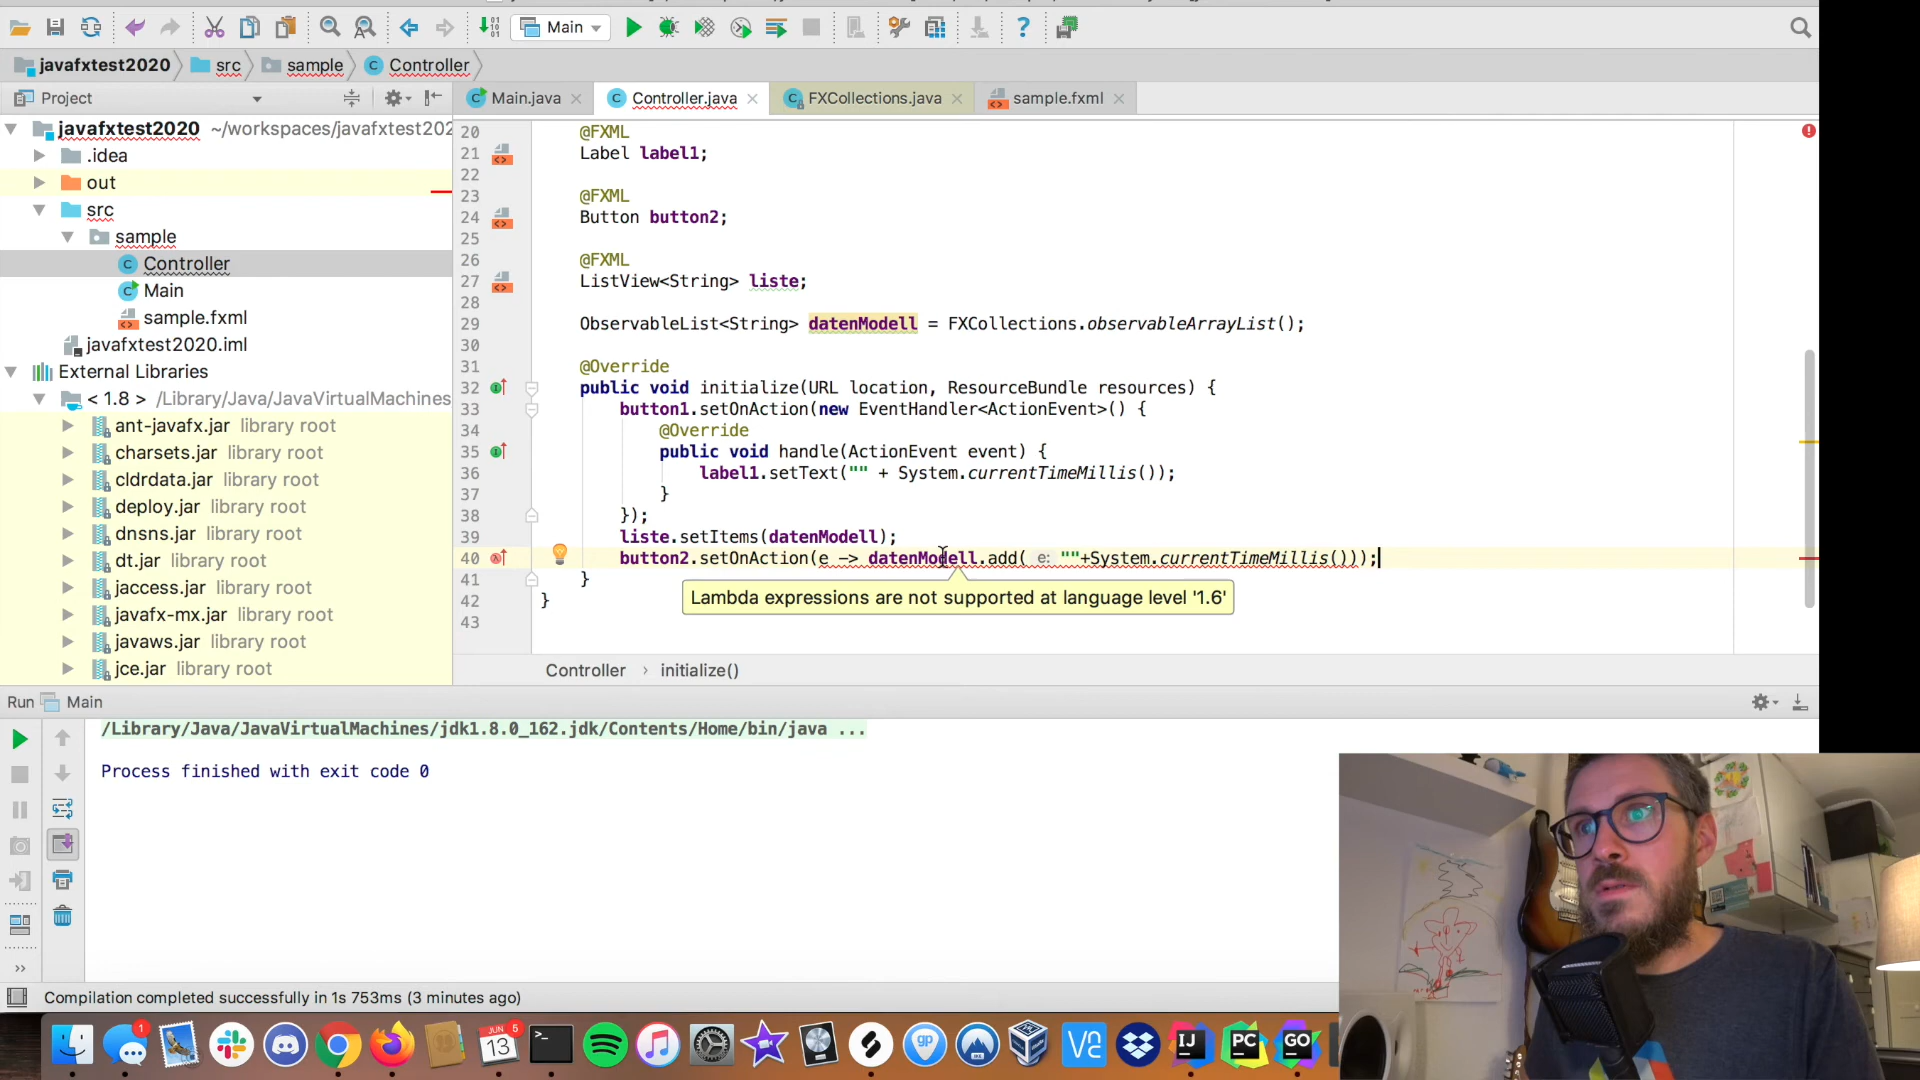 Main
javafxtest2020 src sample Controller
Project
Main.java Controller.java FXCollections.java sample.fxml
javafxtest2020 ~/workspaces/javafxtest202
.idea
out
src
sample
Controller
Main
sample.fxml
javafxtest2020.iml
External Libraries
< 1.8 > /Library/Java/JavaVirtualMachines
ant-javafx.jar library root
charsets.jar library root
cldrdata.jar library root
deploy.jar library root
dnsns.jar library root
dt.jar library root
jaccess.jar library root
javafx-mx.jar library root
javaws.jar library root
jce.jar library root
20 @FXML
21 Label label1;
22
23 @FXML
24 Button button2;
25
26 @FXML
27 ListView<String> liste;
28
29 ObservableList<String> datenModell = FXCollections.observableArrayList();
30
31 @Override
32 public void initialize(URL location, ResourceBundle resources) {
33 button1.setOnAction(new EventHandler<ActionEvent>() {
34 @Override
35 public void handle(ActionEvent event) {
36 label1.setText("" + System.currentTimeMillis());
37 }
38 });
39 liste.setItems(datenModell);
40 button2.setOnAction(e -> datenModell.add( e: ""+System.currentTimeMillis()));
41 }
Lambda expressions are not supported at language level '1.6'
42 }
43
Controller › initialize()
Run Main
/Library/Java/JavaVirtualMachines/jdk1.8.0_162.jdk/Contents/Home/bin/java ...
Process finished with exit code 0
Compilation completed successfully in 1s 753ms (3 minutes ago)
1
JUN 5
13
gp
V2
IJ
PC
GO